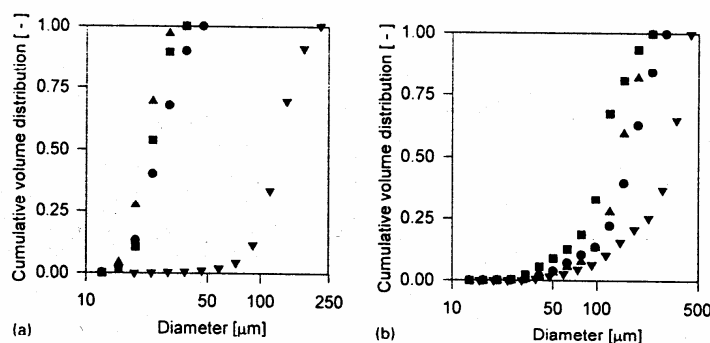 Cumulative volume distribution [ - ]
1.00
0.75
0.50
0.25
0.00
10 50 100 250
(a) Diameter [μm]
Cumulative volume distribution [ - ]
1.00
0.75
0.50
0.25
0.00
10 50 100 500
(b) Diameter [μm]